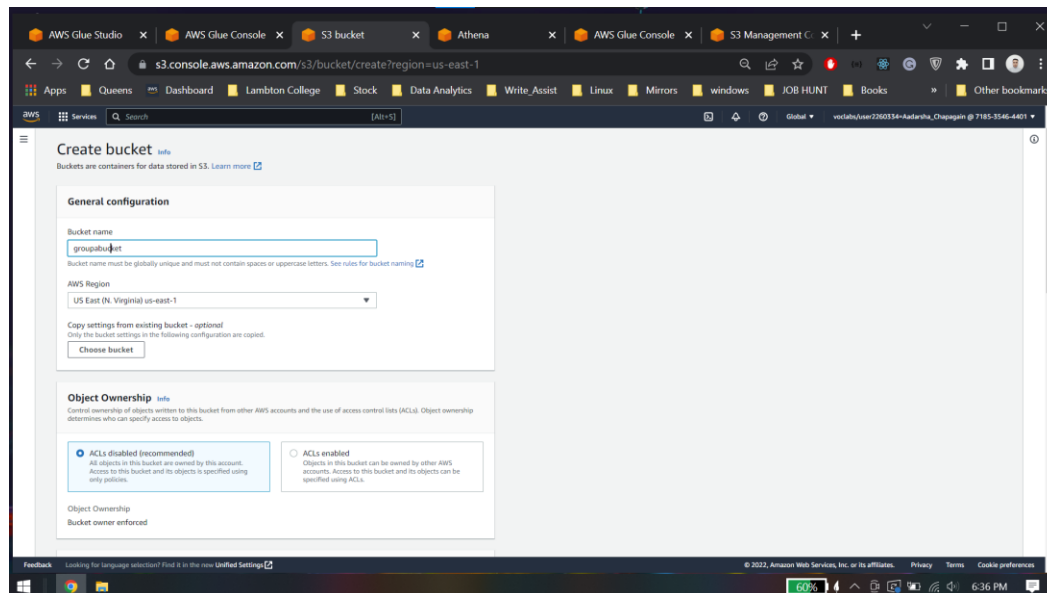 AWS Glue Studio AWS Glue Console S3 bucket Athena AWS Glue Console S3 Management C
s3.console.aws.amazon.com/s3/bucket/create?region=us-east-1
Apps Queens Dashboard Lambton College Stock Data Analytics Write_Assist Linux Mirrors windows JOB HUNT Books » Other bookmark
aws Services Search [Alt+S] Global voclabs/user2260334=Aadarsha_Chapagain @ 7185-3546-4401
Create bucket Info
Buckets are containers for data stored in S3. Learn more
General configuration
Bucket name
groupabucket
Bucket name must be globally unique and must not contain spaces or uppercase letters. See rules for bucket naming
AWS Region
US East (N. Virginia) us-east-1
Copy settings from existing bucket - optional
Only the bucket settings in the following configuration are copied.
Choose bucket
Object Ownership Info
Control ownership of objects written to this bucket from other AWS accounts and the use of access control lists (ACLs). Object ownership
determines who can specify access to objects.
ACLs disabled (recommended)
All objects in this bucket are owned by this account.
Access to this bucket and its objects is specified using
only policies.
ACLs enabled
Objects in this bucket can be owned by other AWS
accounts. Access to this bucket and its objects can be
specified using ACLs.
Object Ownership
Bucket owner enforced
Feedback Looking for language selection? Find it in the new Unified Settings © 2022, Amazon Web Services, Inc. or its affiliates. Privacy Terms Cookie preferences
60% 6:36 PM